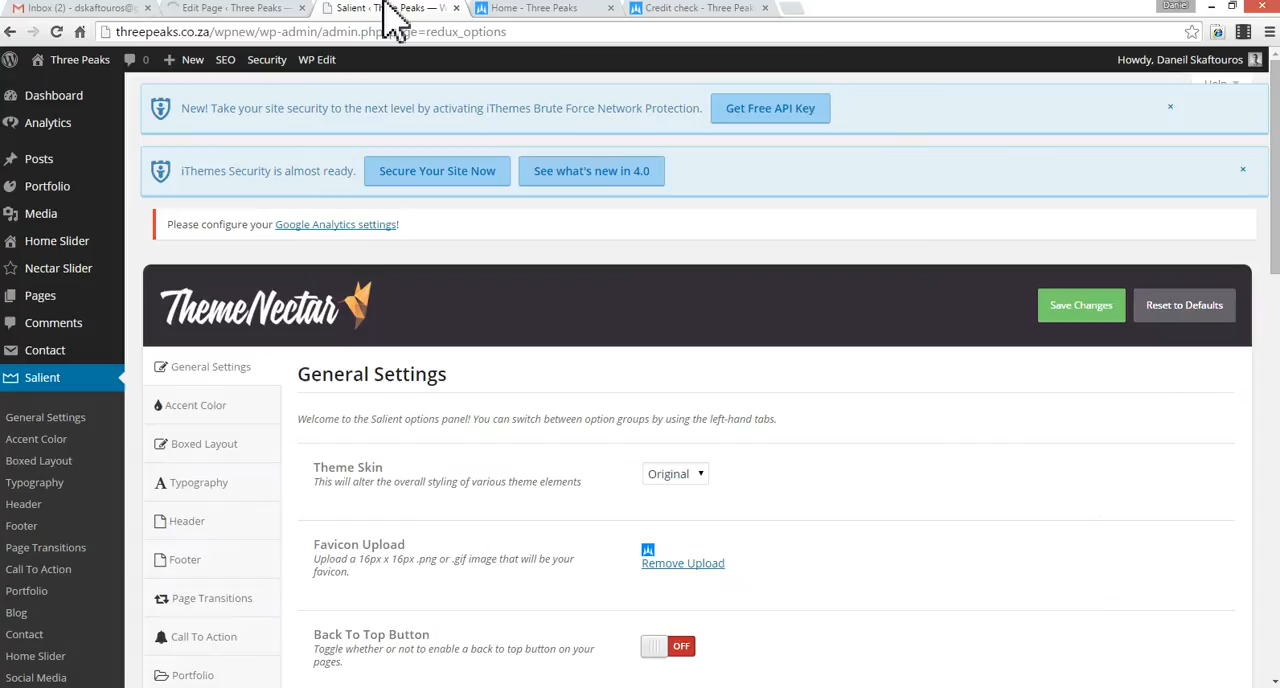 Inbox (2) - dskaftouros@g
Edit Page ‹ Three Peaks —
Salient ‹ Three Peaks — W
Home - Three Peaks
Credit check - Three Peak
Daniel
threepeaks.co.za/wpnew/wp-admin/admin.php
=redux_options
Three Peaks
0
New
SEO
Security
WP Edit
Howdy, Daneil Skaftouros
Help
Dashboard
Analytics
Posts
Portfolio
Media
Home Slider
Nectar Slider
Pages
Comments
Contact
Salient
General Settings
Accent Color
Boxed Layout
Typography
Header
Footer
Page Transitions
Call To Action
Portfolio
Blog
Contact
Home Slider
Social Media
New! Take your site security to the next level by activating iThemes Brute Force Network Protection.
Get Free API Key
iThemes Security is almost ready.
Secure Your Site Now
See what's new in 4.0
Please configure your Google Analytics settings!
ThemeNectar
Save Changes
Reset to Defaults
General Settings
Accent Color
Boxed Layout
Typography
Header
Footer
Page Transitions
Call To Action
Portfolio
General Settings
Welcome to the Salient options panel! You can switch between option groups by using the left-hand tabs.
Theme Skin
This will alter the overall styling of various theme elements
Original
Favicon Upload
Upload a 16px x 16px .png or .gif image that will be your
favicon.
Remove Upload
Back To Top Button
Toggle whether or not to enable a back to top button on your
pages.
OFF